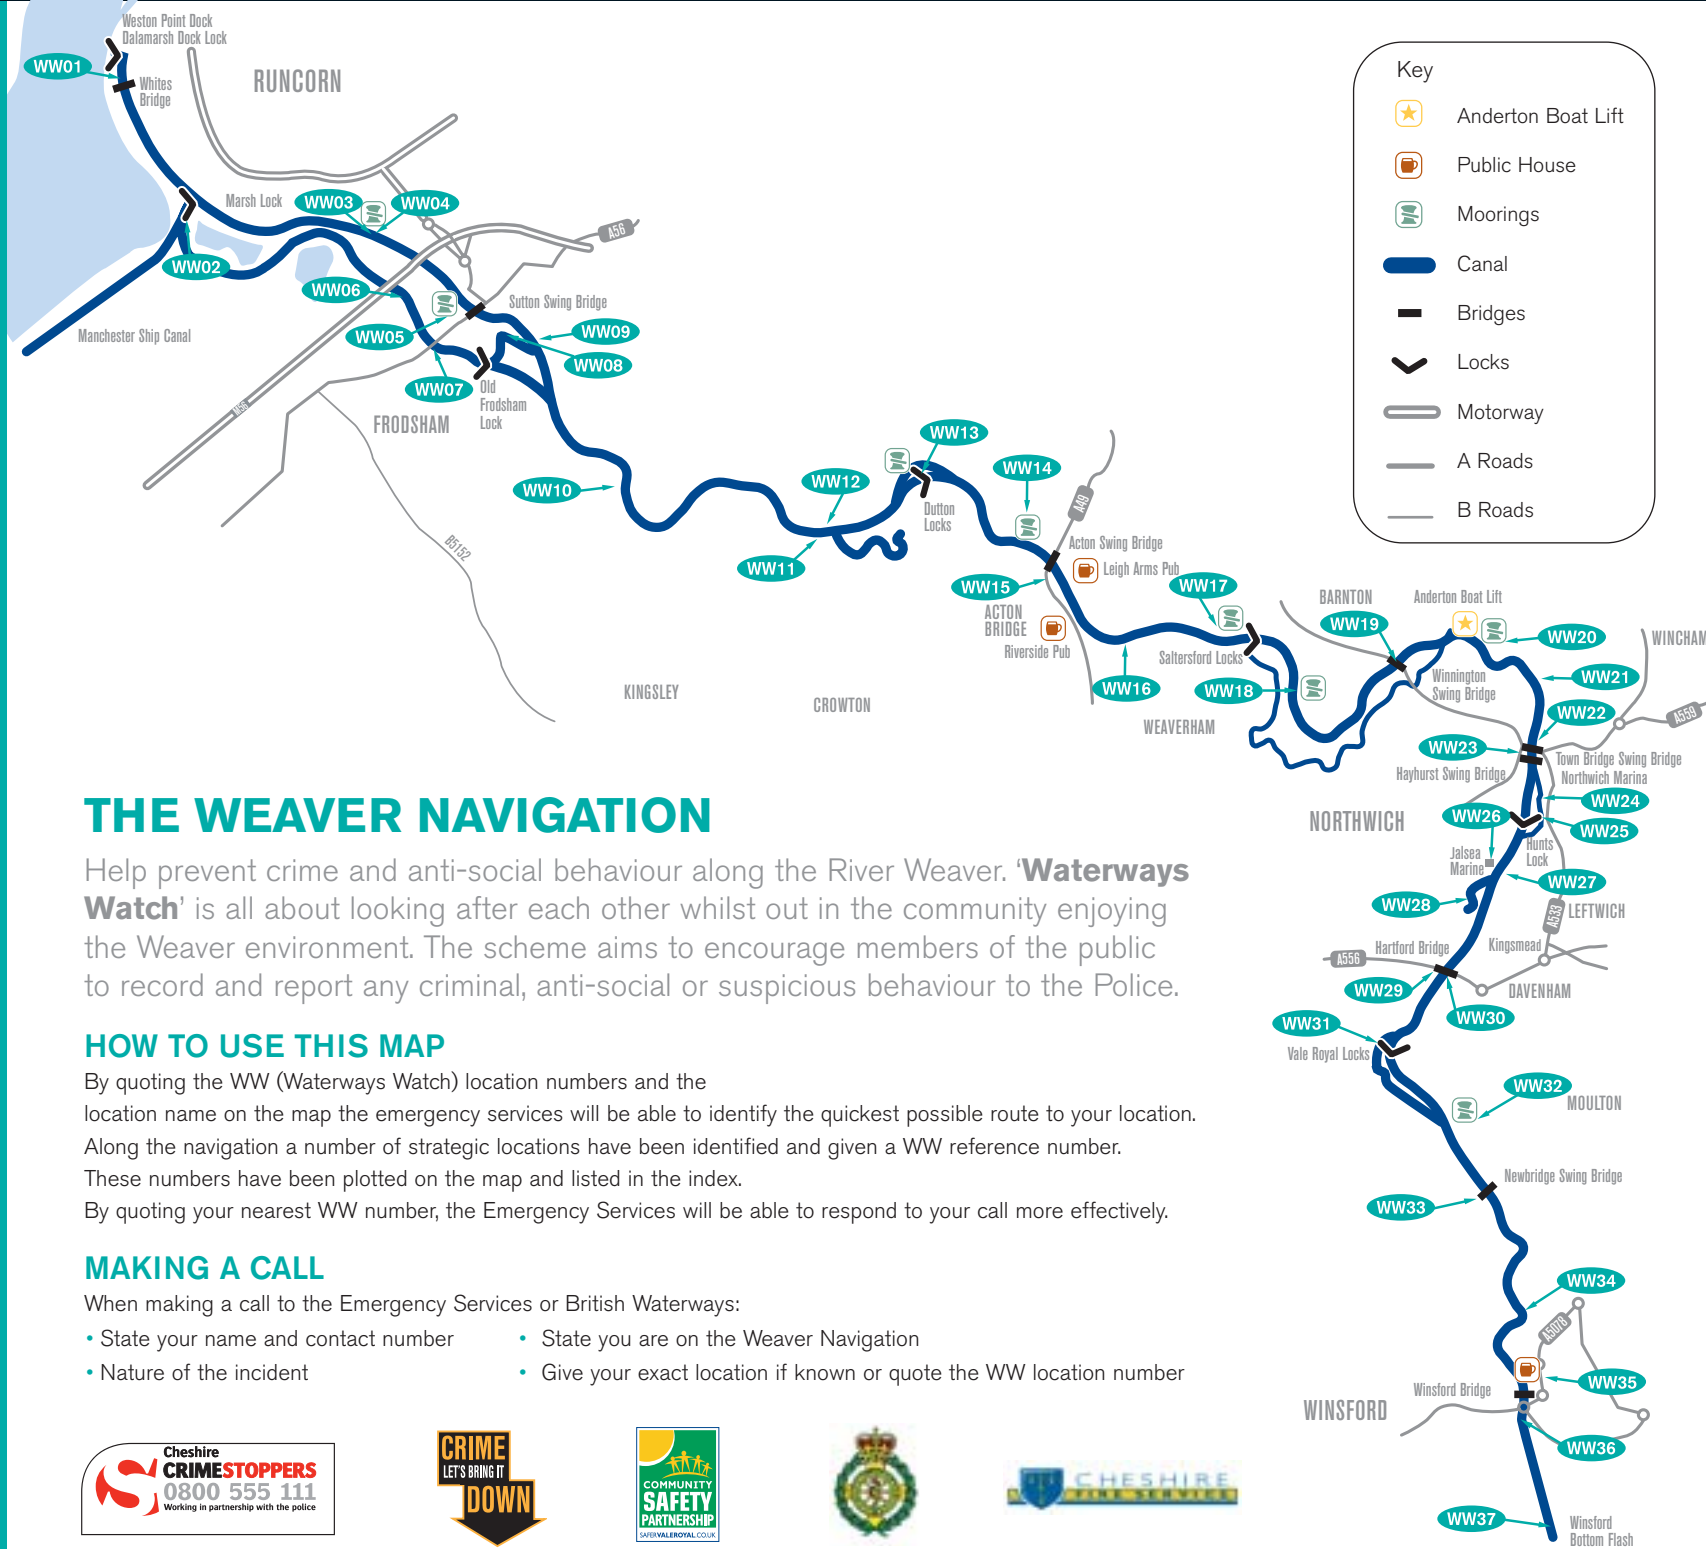 Weston Point Dock
Dalamarsh Dock Lock
WW01
Whites
Bridge
RUNCORN
Marsh Lock
WW03
WW04
A56
WW02
WW06
Sutton Swing Bridge
Manchester Ship Canal
WW05
WW09
WW08
WW07
Old
Frodsham
Lock
M56
FRODSHAM
B5152
WW10
WW11
WW12
WW13
Dutton
Locks
WW14
A49
Acton Swing Bridge
Leigh Arms Pub
WW15
ACTON
BRIDGE
Riverside Pub
WW16
WW17
Saltersford Locks
WW18
KINGSLEY
CROWTON
WEAVERHAM
BARNTON
WW19
Anderton Boat Lift
WW20
WINCHAM
Winnington
Swing Bridge
WW21
WW22
A559
WW23
Town Bridge Swing Bridge
Hayhurst Swing Bridge
Northwich Marina
WW24
NORTHWICH
WW26
WW25
Hunts
Lock
Jalsea
Marine
WW27
WW28
A533
LEFTWICH
Hartford Bridge
Kingsmead
A556
WW29
DAVENHAM
WW30
WW31
Vale Royal Locks
WW32
MOULTON
Newbridge Swing Bridge
WW33
WW34
A5078
WW35
Winsford Bridge
WINSFORD
WW36
WW37
Winsford
Bottom Flash
Key
Anderton Boat Lift
Public House
Moorings
Canal
Bridges
Locks
Motorway
A Roads
B Roads
THE WEAVER NAVIGATION
Help prevent crime and anti-social behaviour along the River Weaver. ‘Waterways
Watch’ is all about looking after each other whilst out in the community enjoying
the Weaver environment. The scheme aims to encourage members of the public
to record and report any criminal, anti-social or suspicious behaviour to the Police.
HOW TO USE THIS MAP
By quoting the WW (Waterways Watch) location numbers and the
location name on the map the emergency services will be able to identify the quickest possible route to your location.
Along the navigation a number of strategic locations have been identified and given a WW reference number.
These numbers have been plotted on the map and listed in the index.
By quoting your nearest WW number, the Emergency Services will be able to respond to your call more effectively.
MAKING A CALL
When making a call to the Emergency Services or British Waterways:
• State your name and contact number
• Nature of the incident
• State you are on the Weaver Navigation
• Give your exact location if known or quote the WW location number
Cheshire
CRIMESTOPPERS
0800 555 111
Working in partnership with the police
CRIME
LET'S BRING IT
DOWN
COMMUNITY
SAFETY
PARTNERSHIP
SAFERVALEROYAL.CO.UK
CHESHIRE
FIRE SERVICE